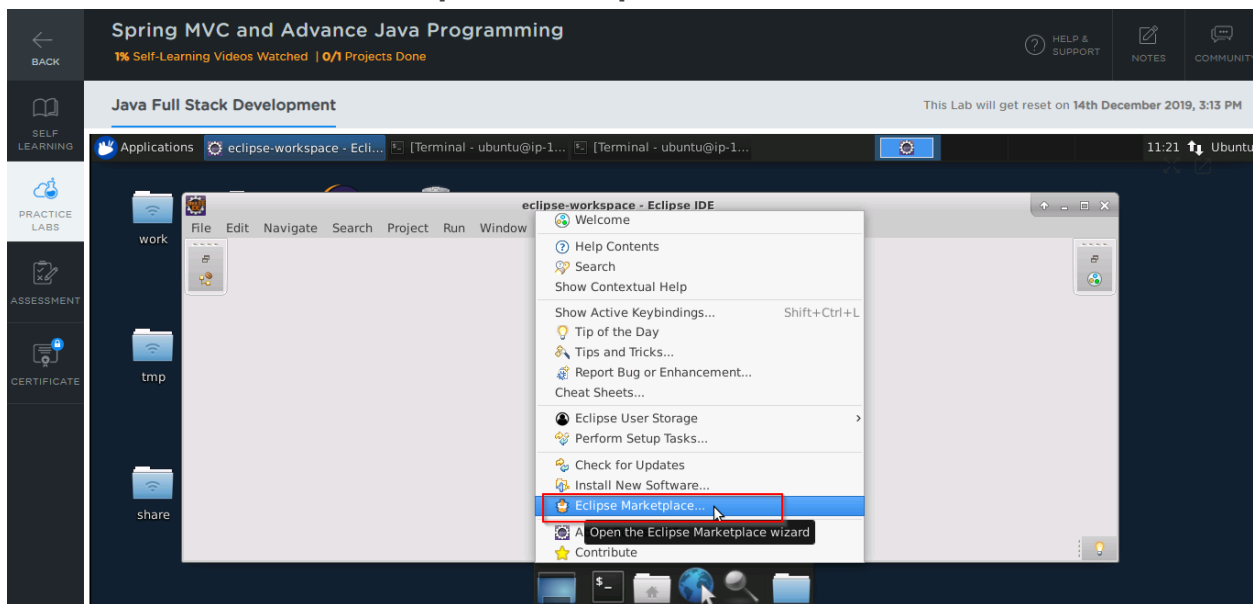 Spring MVC and Advance Java Programming
1% Self-Learning Videos Watched | 0/1 Projects Done
BACK
HELP &
SUPPORT
NOTES
COMMUNIT
Java Full Stack Development
This Lab will get reset on 14th December 2019, 3:13 PM
SELF
LEARNING
PRACTICE
LABS
ASSESSMENT
CERTIFICATE
Applications
eclipse-workspace - Ecli...
[Terminal - ubuntu@ip-1...
[Terminal - ubuntu@ip-1...
11:21
Ubuntu
work
tmp
share
eclipse-workspace - Eclipse IDE
File Edit Navigate Search Project Run Window
Welcome
Help Contents
Search
Show Contextual Help
Show Active Keybindings... Shift+Ctrl+L
Tip of the Day
Tips and Tricks...
Report Bug or Enhancement...
Cheat Sheets...
Eclipse User Storage
Perform Setup Tasks...
Check for Updates
Install New Software...
Eclipse Marketplace...
A
Open the Eclipse Marketplace wizard
Contribute
$_